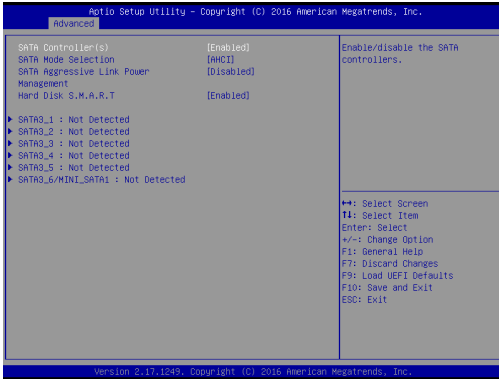 Aptio Setup Utility – Copyright (C) 2016 American Megatrends, Inc.
Advanced
SATA Controller(s) [Enabled]
SATA Mode Selection [AHCI]
SATA Aggressive Link Power [Disabled]
Management
Hard Disk S.M.A.R.T [Enabled]
SATA3_1 : Not Detected
SATA3_2 : Not Detected
SATA3_3 : Not Detected
SATA3_4 : Not Detected
SATA3_5 : Not Detected
SATA3_6/MINI_SATA1 : Not Detected
Enable/disable the SATA
controllers.
↔: Select Screen
↑↓: Select Item
Enter: Select
+/-: Change Option
F1: General Help
F7: Discard Changes
F9: Load UEFI Defaults
F10: Save and Exit
ESC: Exit
Version 2.17.1249. Copyright (C) 2016 American Megatrends, Inc.